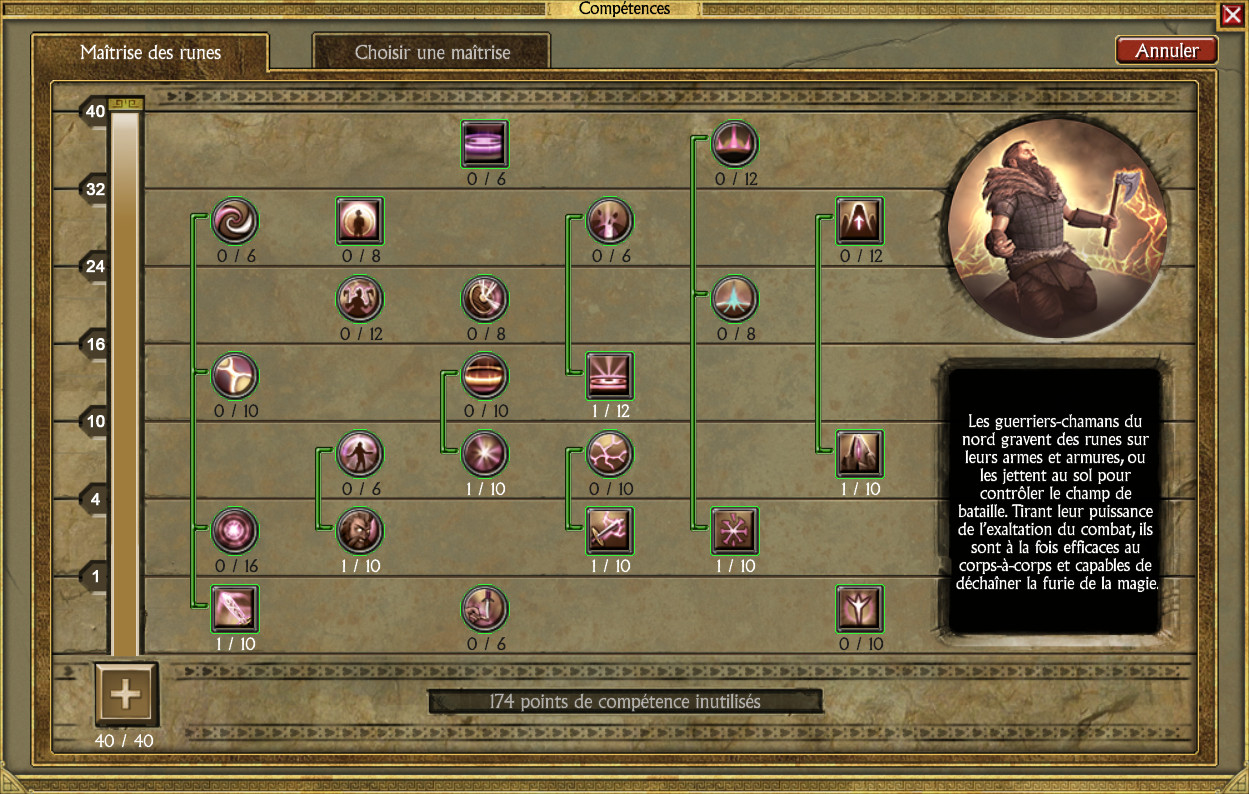 Compétences
Maîtrise des runes
Choisir une maîtrise
Annuler
40
0 / 6
0 / 12
32
0 / 6
0 / 8
0 / 6
0 / 12
24
0 / 12
0 / 8
0 / 8
16
0 / 10
0 / 10
1 / 12
10
0 / 6
1 / 10
0 / 10
1 / 10
4
0 / 16
1 / 10
1 / 10
1 / 10
1
1 / 10
0 / 6
0 / 10
Les guerriers-chamans du
nord gravent des runes sur
leurs armes et armures, ou
les jettent au sol pour
contrôler le champ de
bataille. Tirant leur puissance
de l'exaltation du combat, ils
sont à la fois efficaces au
corps-à-corps et capables de
déchaîner la furie de la magie.
174 points de compétence inutilisés
40 / 40